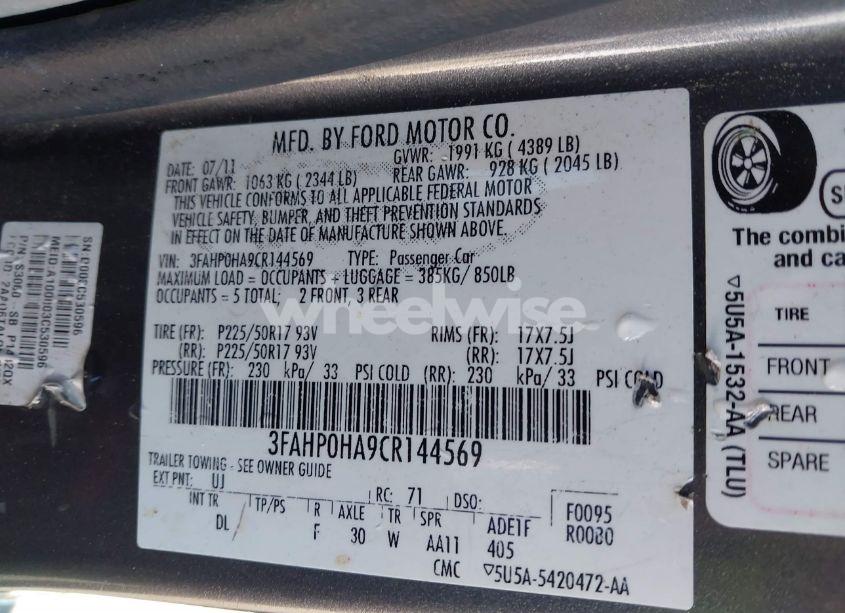 MFD. BY FORD MOTOR CO.
DATE: 07/11 GVWR: 1991 KG ( 4389 LB)
FRONT GAWR: 1063 KG ( 2344 LB) REAR GAWR: 928 KG ( 2045 LB)
THIS VEHICLE CONFORMS TO ALL APPLICABLE FEDERAL MOTOR
VEHICLE SAFETY, BUMPER, AND THEFT PREVENTION STANDARDS
IN EFFECT ON THE DATE OF MANUFACTURE SHOWN ABOVE.
VIN: 3FAHP0HA9CR144569 TYPE: Passenger Car
MAXIMUM LOAD = OCCUPANTS + LUGGAGE = 385KG/ 850LB
OCCUPANTS = 5 TOTAL; 2 FRONT, 3 REAR
wheelwise
TIRE (FR): P225/50R17 93V RIMS (FR): 17X7.5J
(RR): P225/50R17 93V (RR): 17X7.5J
PRESSURE (FR): 230 kPa/ 33 PSI COLD (RR): 230 kPa/ 33 PSI COLD
3FAHP0HA9CR144569
TRAILER TOWING - SEE OWNER GUIDE
EXT PNT: UJ RC: 71 DSO:
INT TR TP/PS R AXLE TR SPR ADE1F F0095
DL F 30 W AA11 405 R0080
CMC ▽5U5A-5420472-AA
The combin
and ca
TIRE
FRONT
REAR
SPARE
▽5U5A-1532-AA (TLU)